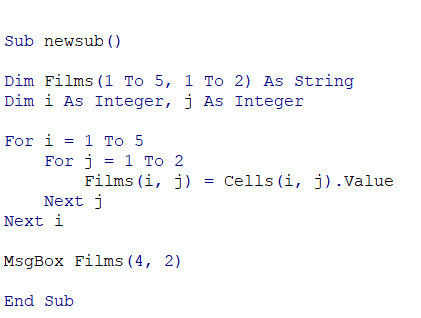 Sub newsub()
Dim Films(1 To 5, 1 To 2) As String
Dim i As Integer, j As Integer
For i = 1 To 5
For j = 1 To 2
Films(i, j) = Cells(i, j).Value
Next j
Next i
MsgBox Films(4, 2)
End Sub